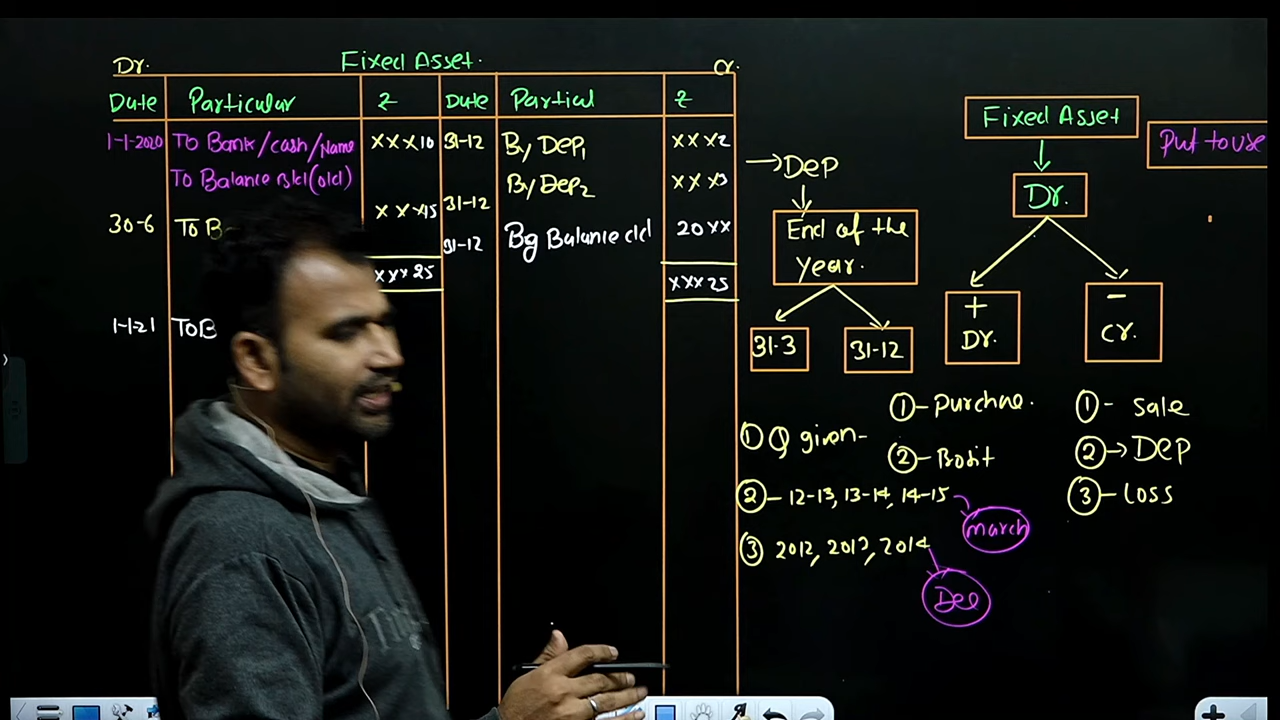 Dr. Fixed Asset. Cr.
Date Particular ₹ Date Partial ₹
1-1-2020 To Bank/cash/Name xxx10 31-12 By Dep1 xxx2
To Balance B/d(old) By Dep2 xxx3
30-6 To B xxx15 31-12
31-12 By Balance c/d 20xx
xxx25 xxx25
1-1-21 To B
→Dep
End of the
year.
31-3 31-12
① Q given-
②- 12-13, 13-14, 14-15
march
③ 2012, 2013, 2014
Dec
Fixed Asset
Put to use
Dr.
+ Dr.
- Cr.
①- Purchase.
②-
①- Sale
②→ DEP
③- Loss